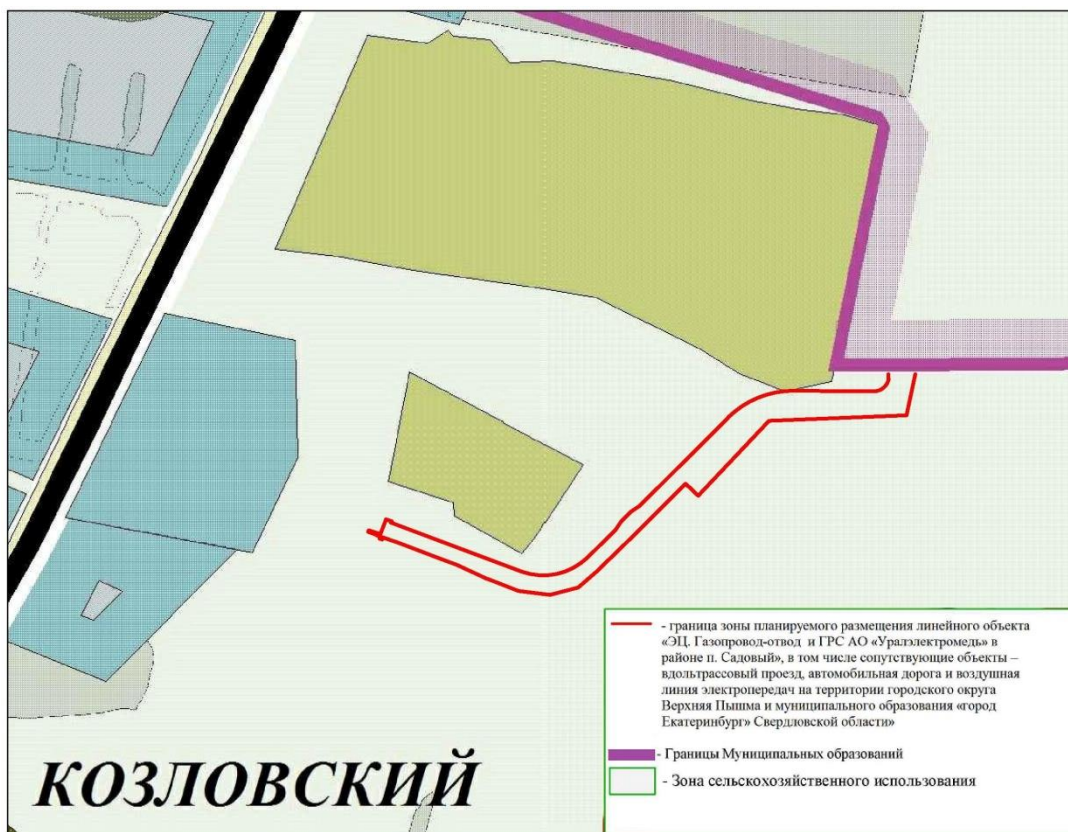 - граница зоны планируемого размещения линейного объекта
«ЭЦ. Газопровод-отвод и ГРС АО «Уралэлектромедь» в
районе п. Садовый», в том числе сопутствующие объекты –
вдольтрассовый проезд, автомобильная дорога и воздушная
линия электропередач на территории городского округа
Верхняя Пышма и муниципального образования «город
Екатеринбург» Свердловской области»
- Границы Муниципальных образований
- Зона сельскохозяйственного использования
КОЗЛОВСКИЙ